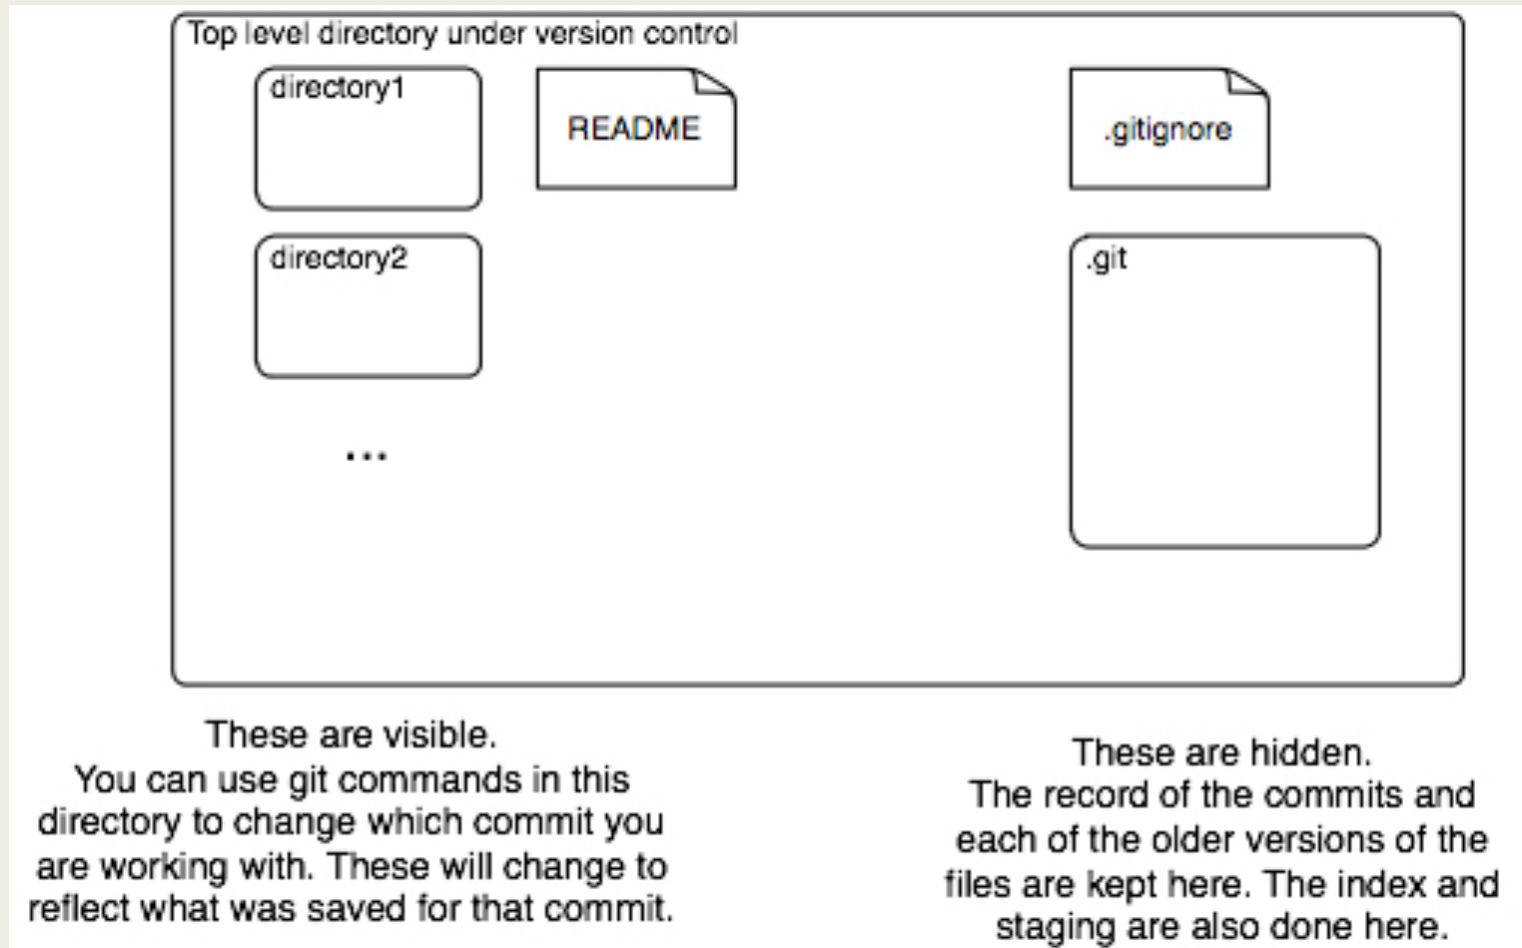 Top level directory under version control
directory1
README
.gitignore
directory2
.git
...
These are visible.
You can use git commands in this
directory to change which commit you
are working with. These will change to
reflect what was saved for that commit.
These are hidden.
The record of the commits and
each of the older versions of the
files are kept here. The index and
staging are also done here.